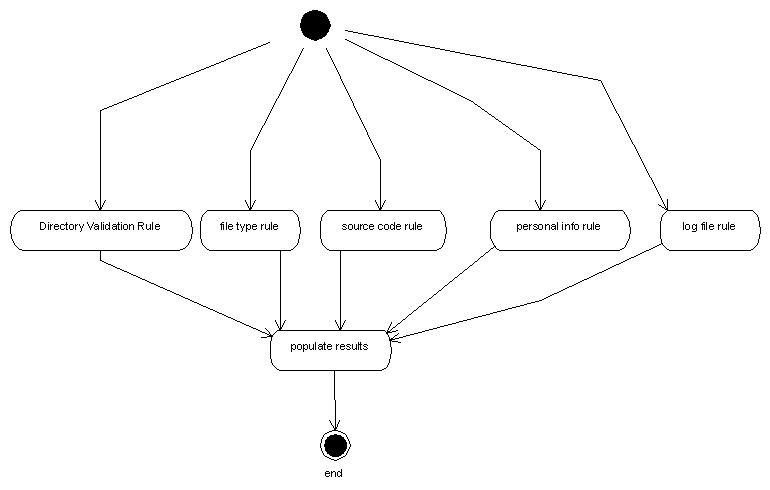 Directory Validation Rule
file type rule
source code rule
personal info rule
log file rule
populate results
end